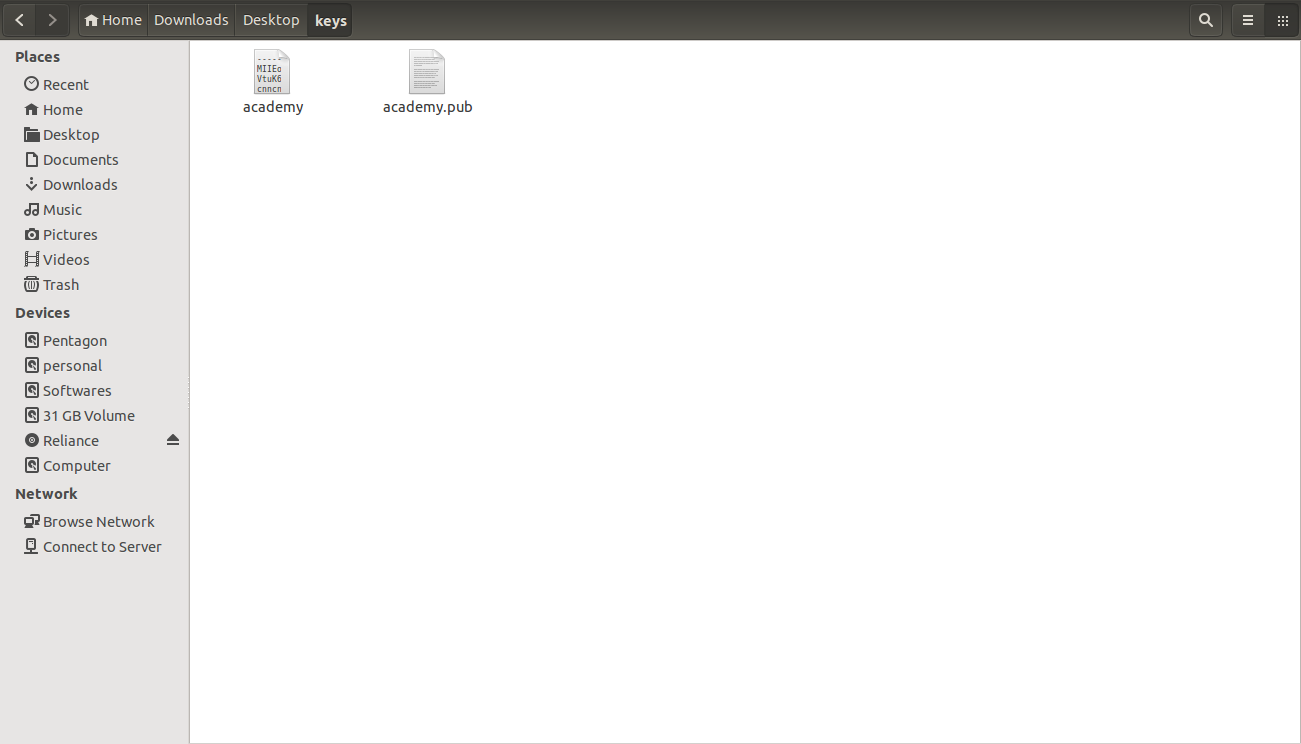 Home Downloads Desktop keys
Places
Recent
Home
Desktop
Documents
Downloads
Music
Pictures
Videos
Trash
Devices
Pentagon
personal
Softwares
31 GB Volume
Reliance
Computer
Network
Browse Network
Connect to Server
-----
MIIEo
VtuK6
cnncn
academy
academy.pub